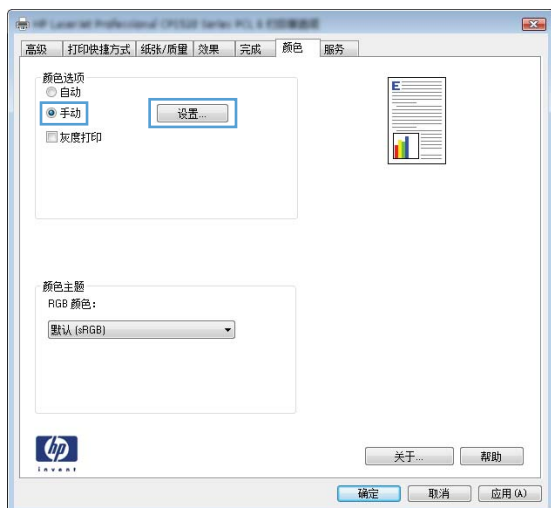 高级 打印快捷方式 纸张/质量 效果 完成 颜色 服务
颜色选项
自动
手动 设置...
灰度打印
E
颜色主题
RGB 颜色:
默认 (sRGB)
hp
invent
关于... 帮助
确定 取消 应用(A)